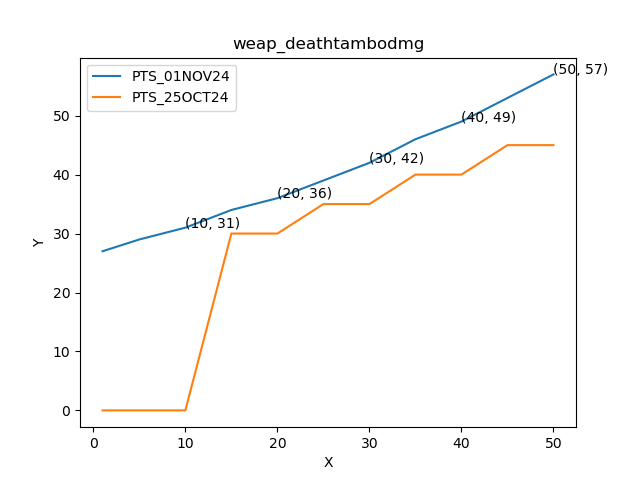 weap_deathtambodmg
PTS_01NOV24
PTS_25OCT24
(50, 57)
(40, 49)
(30, 42)
(20, 36)
(10, 31)
Y
50
40
30
20
10
0
0 10 20 30 40 50
X